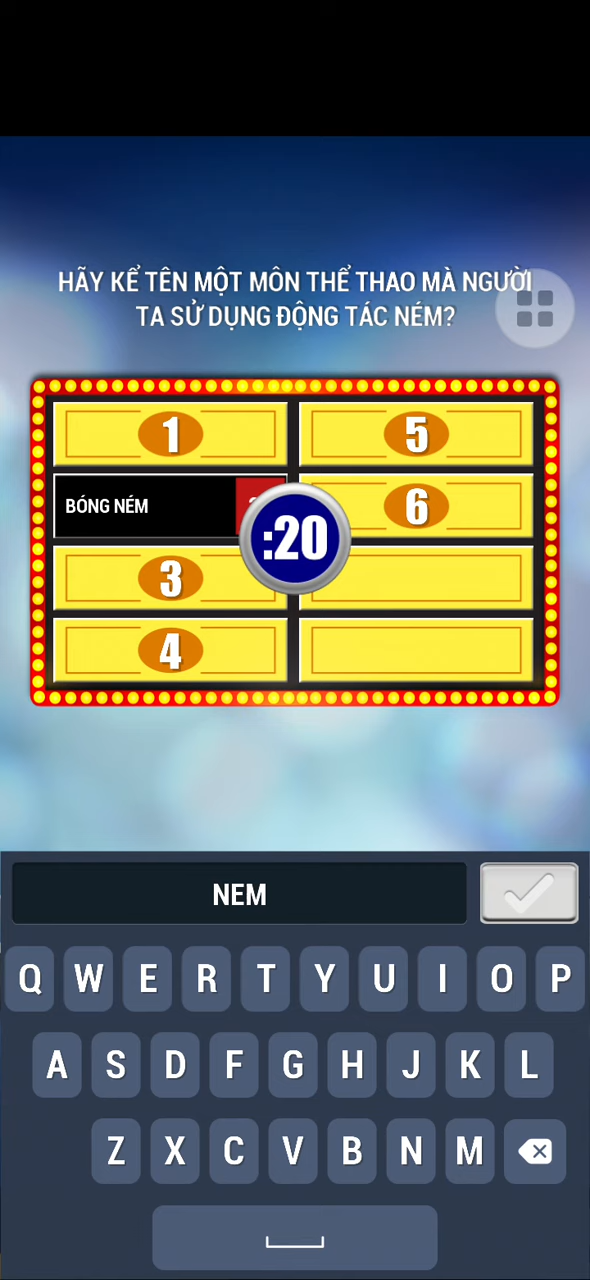 HÃY KỂ TÊN MỘT MÔN THỂ THAO MÀ NGƯỜI
TA SỬ DỤNG ĐỘNG TÁC NÉM?
1
5
BÓNG NÉM
6
:20
3
4
NEM
Q W E R T Y U I O P
A S D F G H J K L
Z X C V B N M